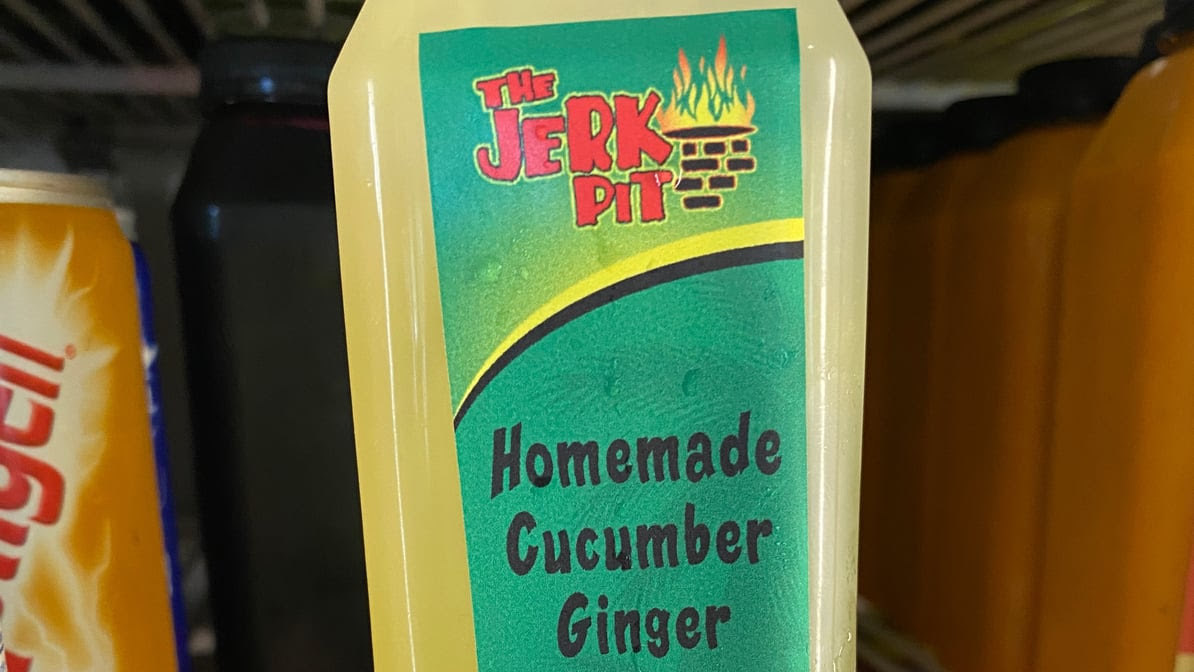 THE
JERK
PIT
Homemade
Cucumber
Ginger